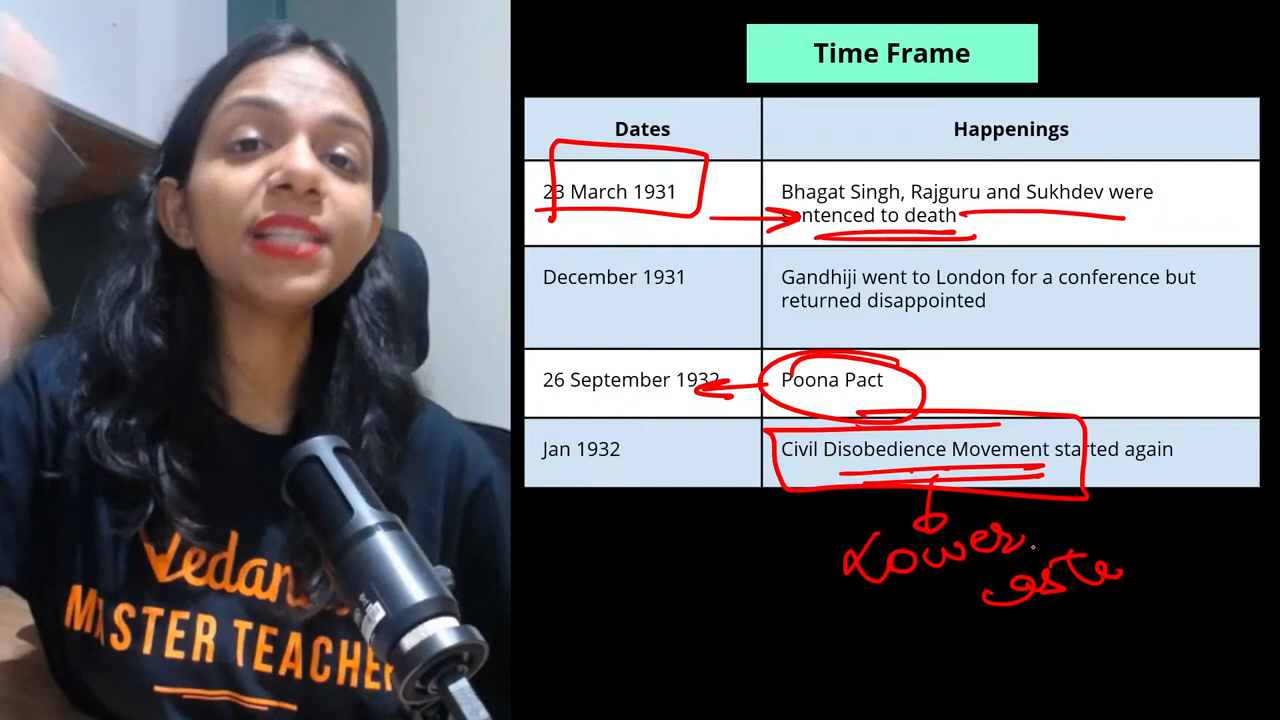 Time Frame
Dates
Happenings
23 March 1931
Bhagat Singh, Rajguru and Sukhdev were
sentenced to death
December 1931
Gandhiji went to London for a conference but
returned disappointed
26 September 1932
Poona Pact
Jan 1932
Civil Disobedience Movement started again
Lower
MASTER TEACHER